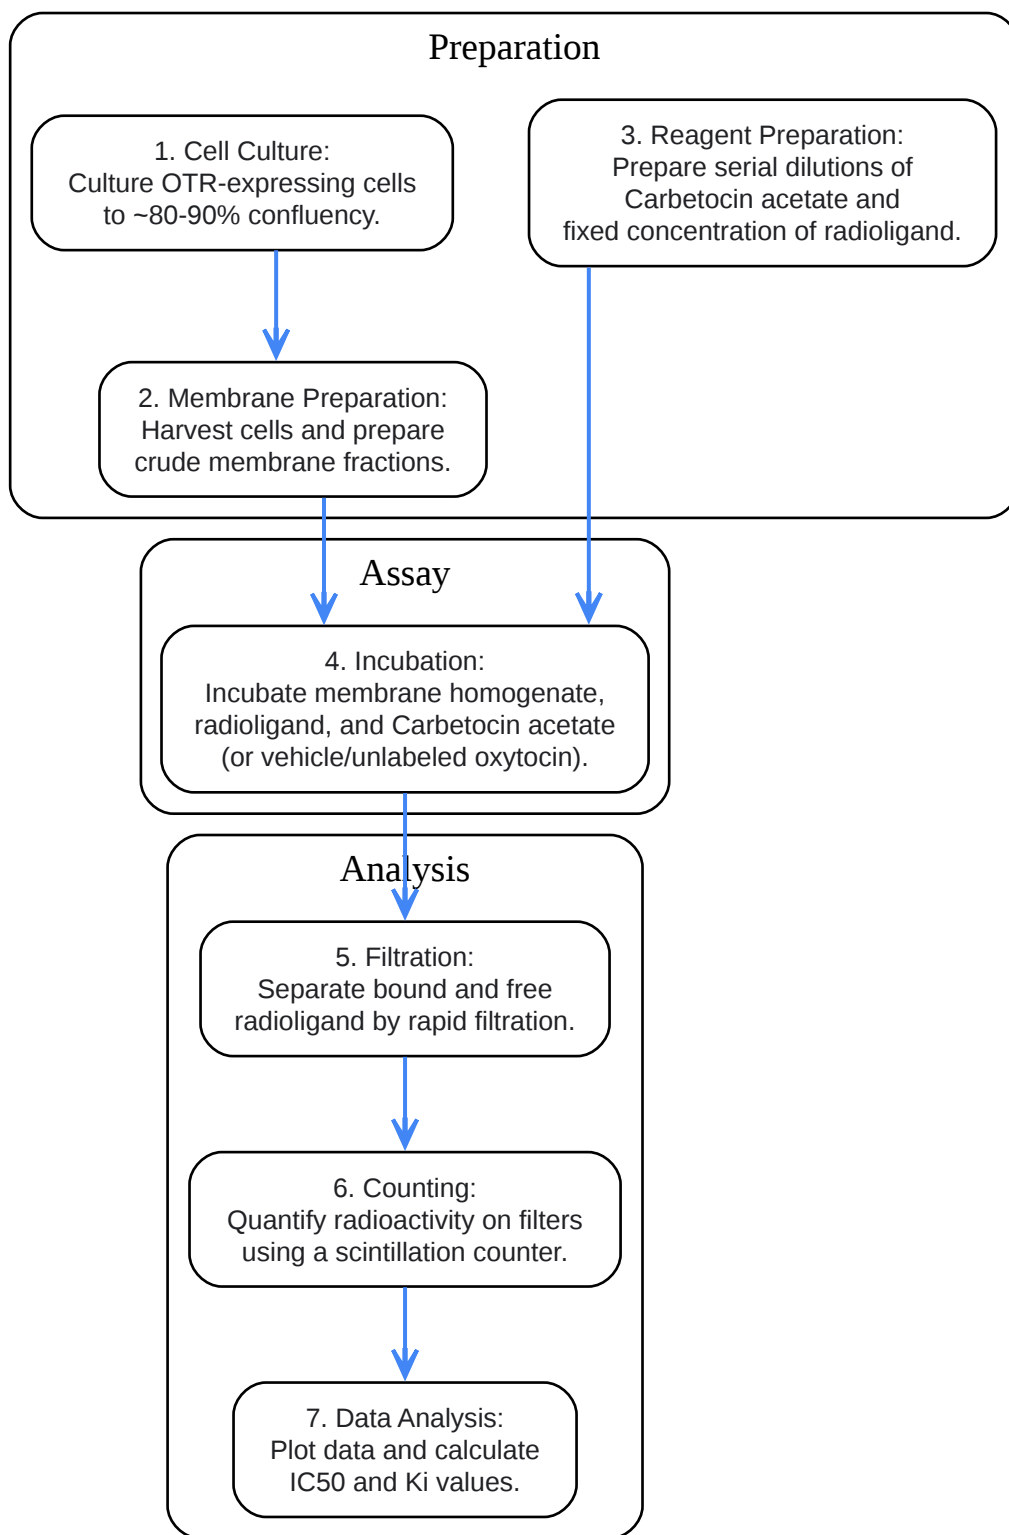 Preparation
1. Cell Culture:
Culture OTR-expressing cells
to ~80-90% confluency.
3. Reagent Preparation:
Prepare serial dilutions of
Carbetocin acetate and
fixed concentration of radioligand.
2. Membrane Preparation:
Harvest cells and prepare
crude membrane fractions.
Assay
4. Incubation:
Incubate membrane homogenate,
radioligand, and Carbetocin acetate
(or vehicle/unlabeled oxytocin).
Analysis
5. Filtration:
Separate bound and free
radioligand by rapid filtration.
6. Counting:
Quantify radioactivity on filters
using a scintillation counter.
7. Data Analysis:
Plot data and calculate
IC50 and Ki values.